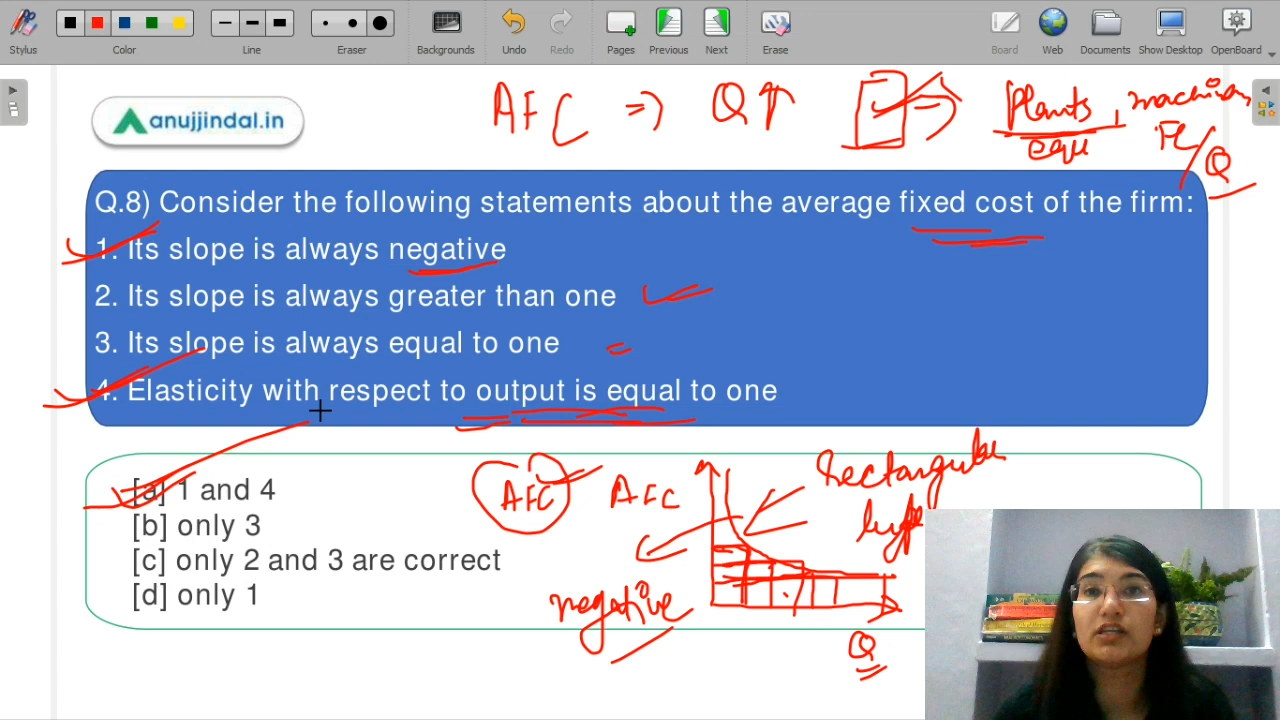 Stylus
Color
Line
Eraser
Backgrounds
Undo
Redo
Pages
Previous
Next
Erase
Board
Web
Documents
Show Desktop
OpenBoard
AFC => Q↑
Plants, machines
equ
Q
anujjindal.in
Q.8) Consider the following statements about the average fixed cost of the firm:
1. Its slope is always negative
2. Its slope is always greater than one
3. Its slope is always equal to one
4. Elasticity with respect to output is equal to one
[a] 1 and 4
[b] only 3
[c] only 2 and 3 are correct
[d] only 1
AFC
AFC
Rectangular
negative
Q